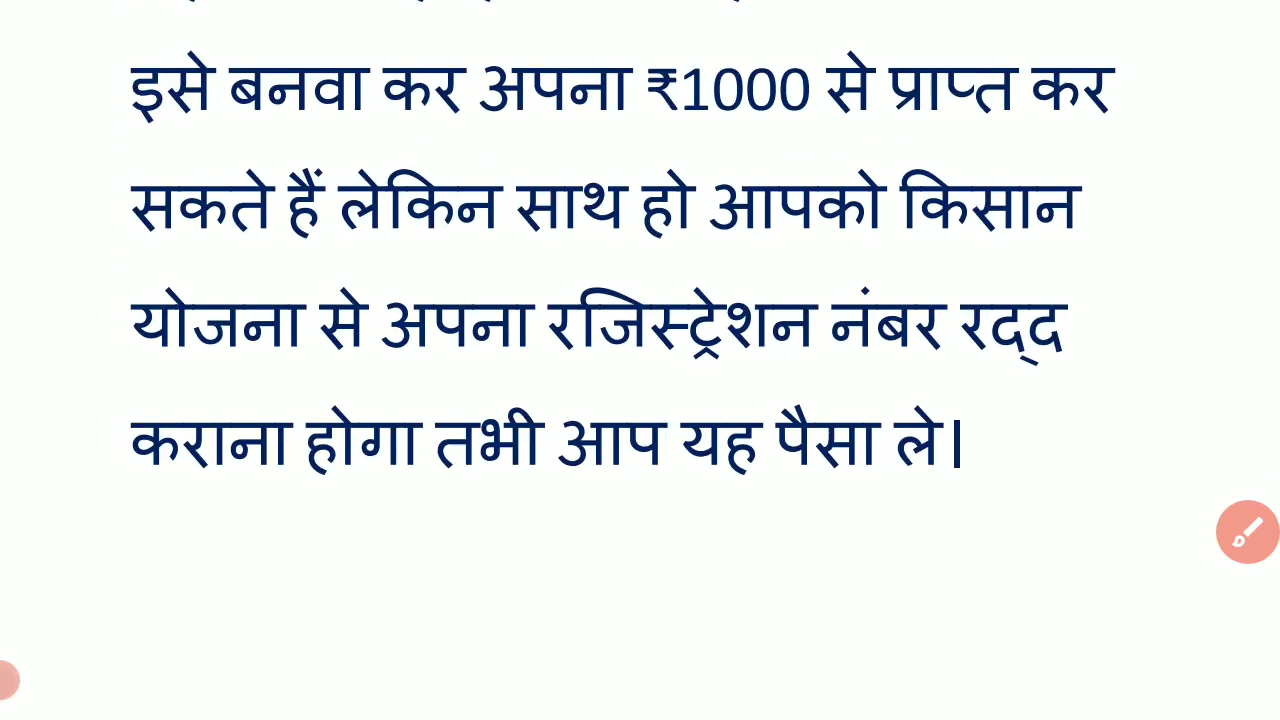 इसे बनवा कर अपना ₹1000 से प्राप्त कर
सकते हैं लेकिन साथ हो आपको किसान
योजना से अपना रजिस्ट्रेशन नंबर रद्द
कराना होगा तभी आप यह पैसा ले।